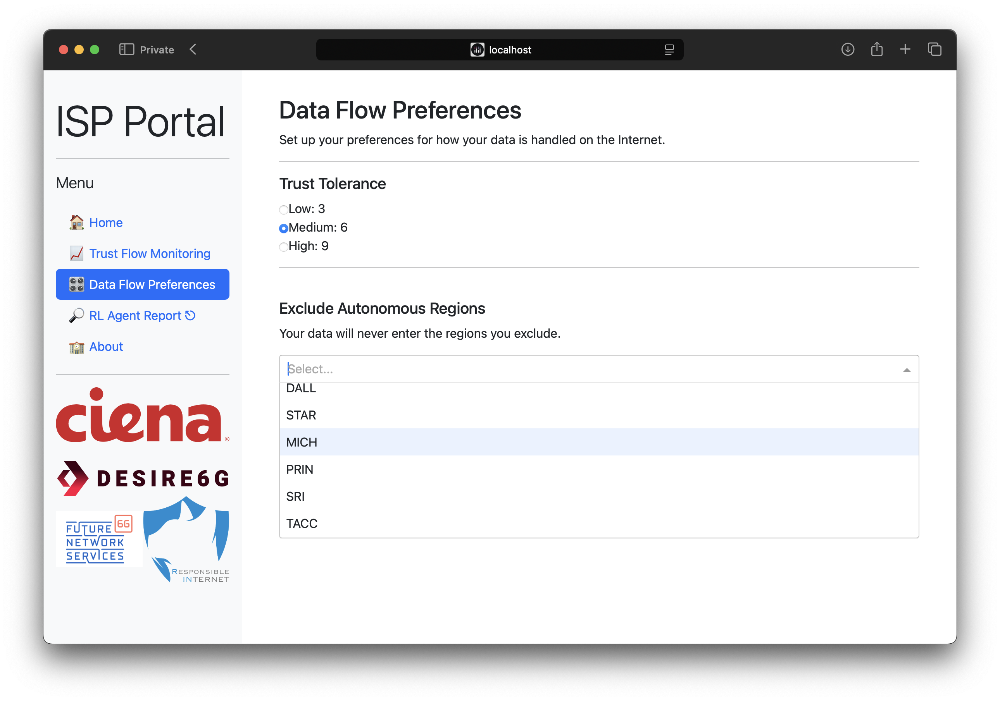 Private
localhost
ISP Portal
Menu
Home
Trust Flow Monitoring
Data Flow Preferences
RL Agent Report
About
ciena
®
DESIRE6G
FUTURE 6G
NETWORK
SERVICES
RESPONSIBLE
INTERNET
Data Flow Preferences
Set up your preferences for how your data is handled on the Internet.
Trust Tolerance
Low: 3
Medium: 6
High: 9
Exclude Autonomous Regions
Your data will never enter the regions you exclude.
Select...
DALL
STAR
MICH
PRIN
SRI
TACC